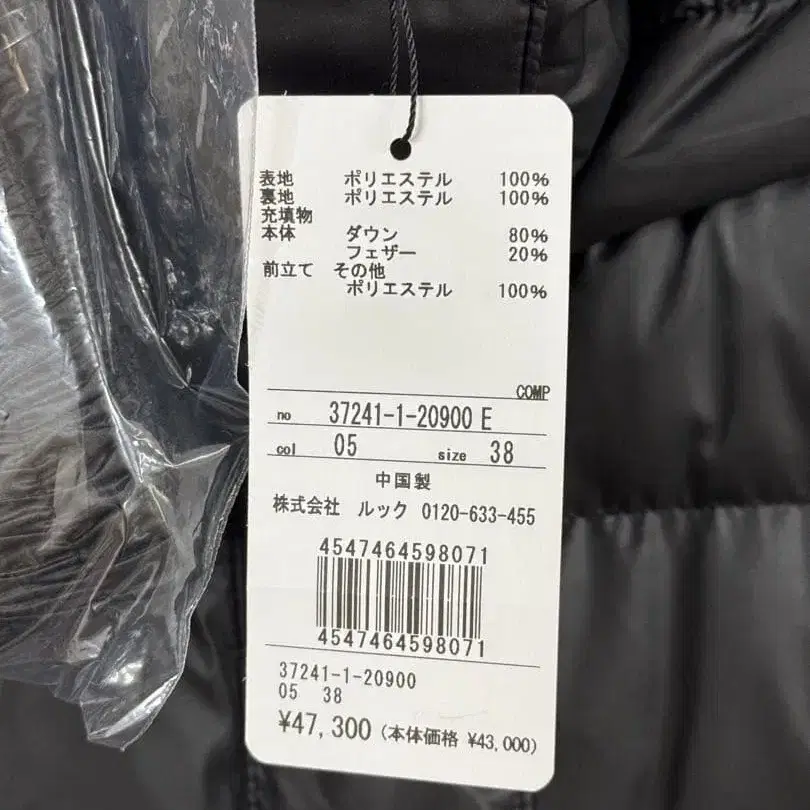 表地 ポリエステル 100%
裏地 ポリエステル 100%
充填物
本体 ダウン 80%
フェザー 20%
前立て その他
ポリエステル 100%
COMP
no 37241-1-20900 E
col 05 size 38
中国製
株式会社 ルック 0120-633-455
4547464598071
4547464598071
37241-1-20900
05 38
¥47,300 (本体価格 ¥43,000)